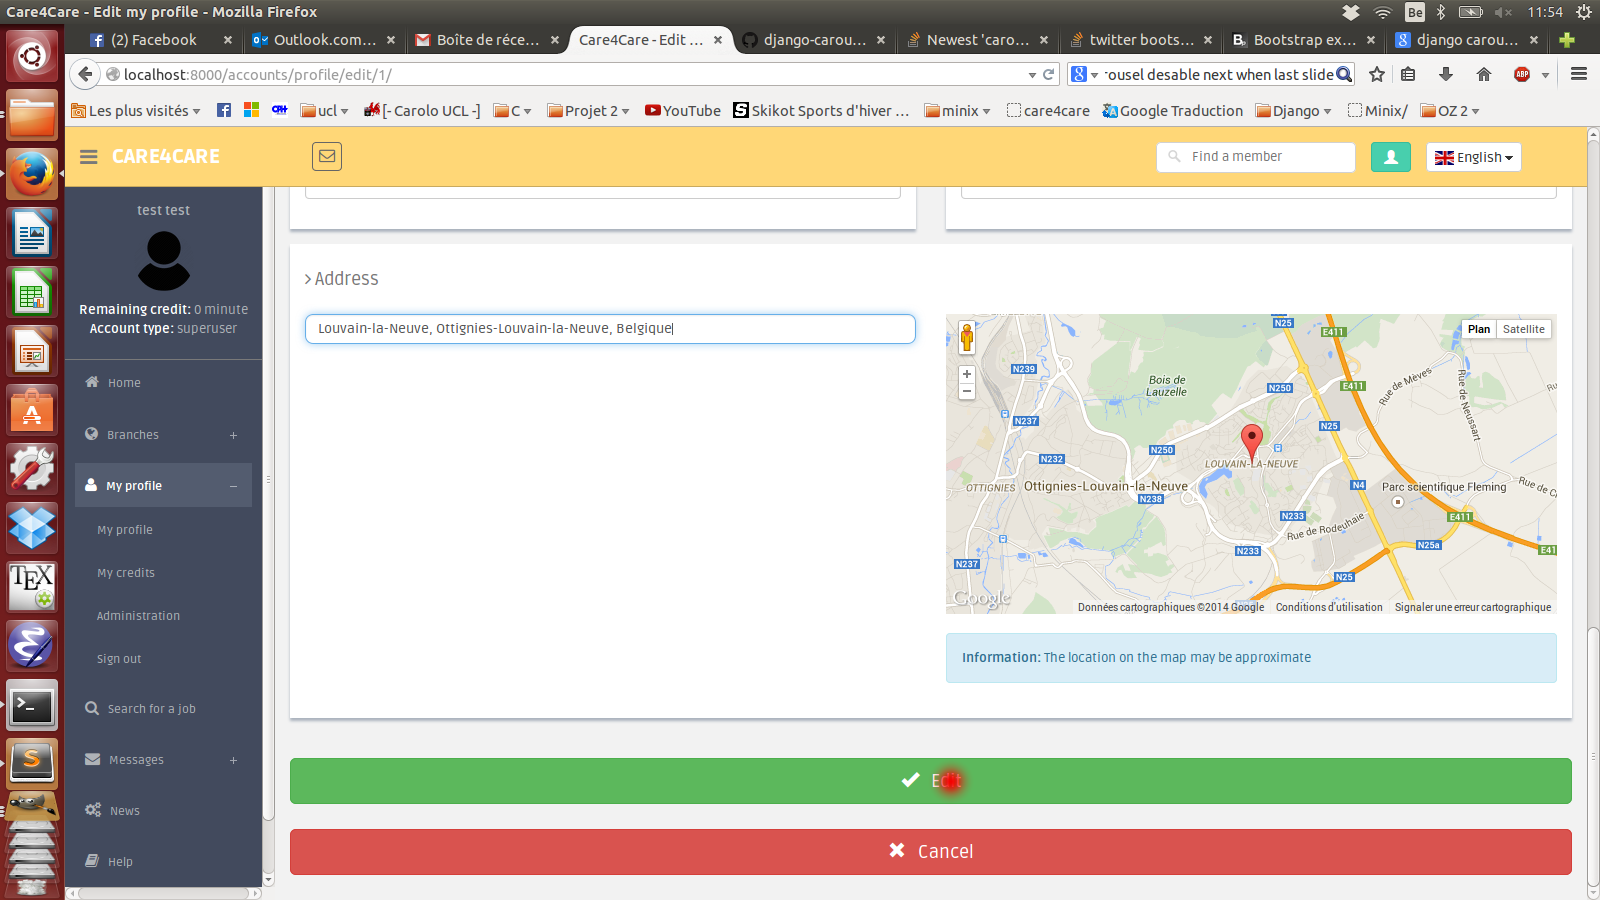 Care4Care - Edit my profile - Mozilla Firefox
Be
11:54
(2) Facebook
Outlook.com...
Boîte de réce...
Care4Care - Edit ...
django-carou...
Newest 'caro...
twitter boots...
Bootstrap ex...
django carou...
localhost:8000/accounts/profile/edit/1/
rousel desable next when last slide
ABP
Les plus visités
ucl
[- Carolo UCL -]
C
Projet 2
YouTube
Skikot Sports d'hiver ...
minix
care4care
Google Traduction
Django
Minix/
OZ 2
CARE4CARE
Find a member
English
test test
Remaining credit: 0 minute
Account type: superuser
Home
Branches
My profile
My profile
My credits
Administration
Sign out
Search for a job
Messages
News
Help
Address
Louvain-la-Neuve, Ottignies-Louvain-la-Neuve, Belgique
Plan
Satellite
N25
E411
N239
Bois de
Lauzelle
N250
E411
Rue de Mèves
Rue de Neussart
N237
N25
N250
N232
LOUVAIN-LA-NEUVE
OTTIGNIES
Ottignies-Louvain-la-Neuve
N238
N4
Parc scientifique Fleming
Rue de C
N233
E411
Rue de Rodeuhaie
N233
N25a
E41
N237
N25
Google
Données cartographiques ©2014 Google
Conditions d'utilisation
Signaler une erreur cartographique
Information: The location on the map may be approximate
Edit
Cancel